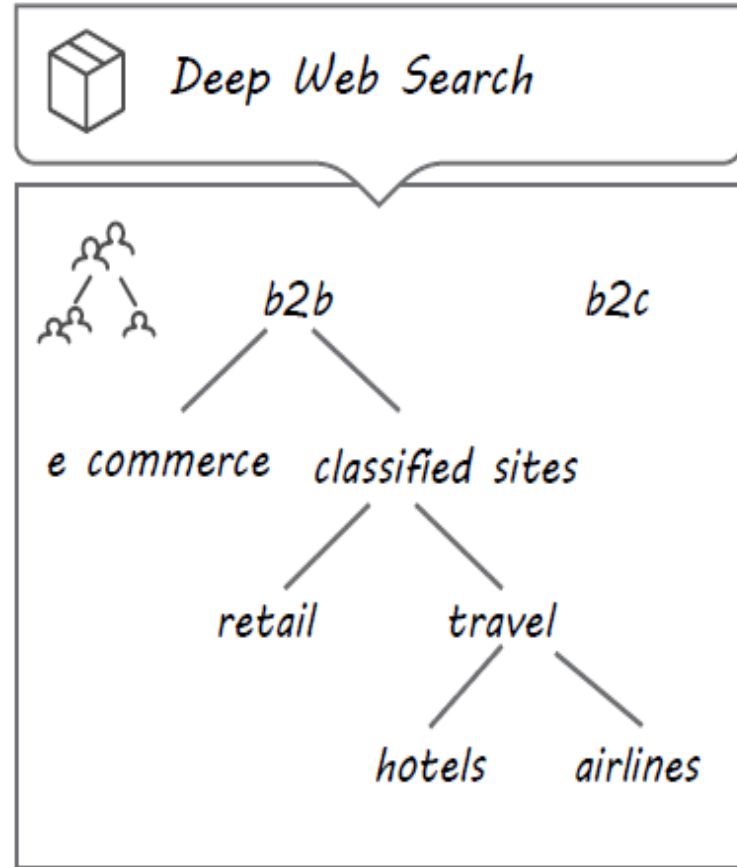 Deep Web Search
b2b b2c
e commerce classified sites
retail travel
hotels airlines